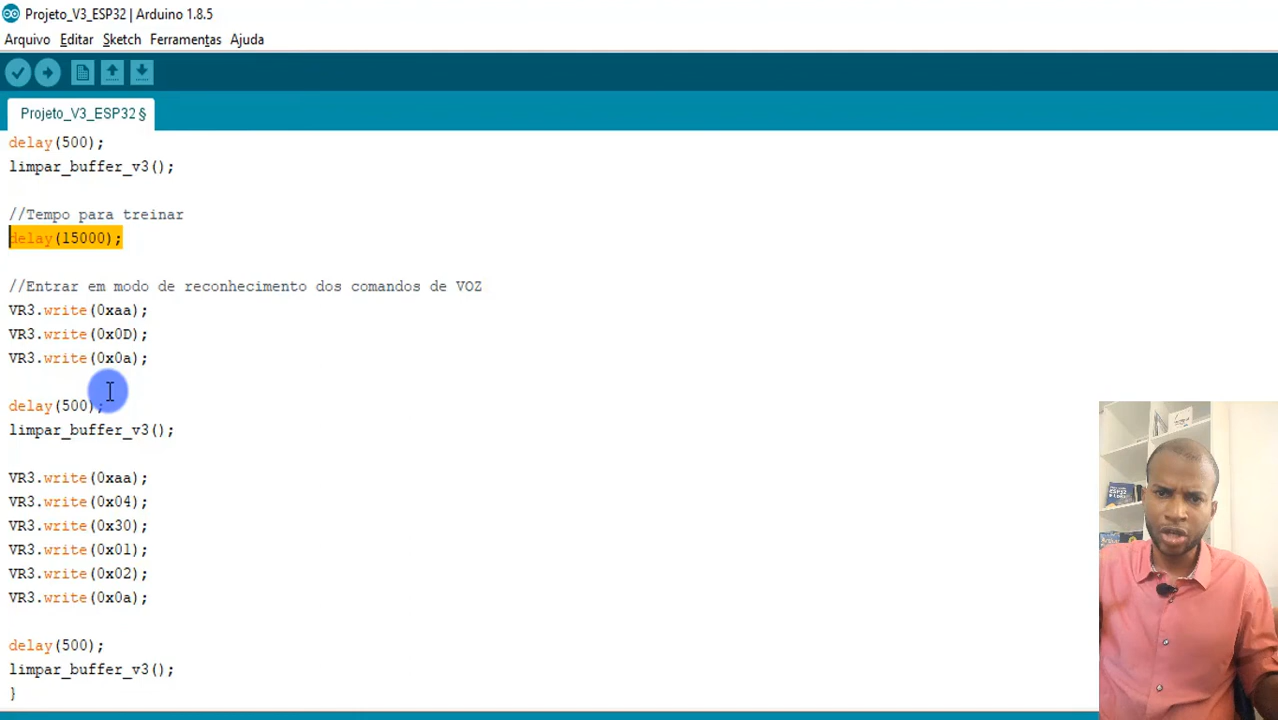 Projeto_V3_ESP32 | Arduino 1.8.5
Arquivo Editar Sketch Ferramentas Ajuda
Projeto_V3_ESP32 §
delay(500);
limpar_buffer_v3();
//Tempo para treinar
delay(15000);
//Entrar em modo de reconhecimento dos comandos de VOZ
VR3.write(0xaa);
VR3.write(0x0D);
VR3.write(0x0a);
delay(500);
limpar_buffer_v3();
VR3.write(0xaa);
VR3.write(0x04);
VR3.write(0x30);
VR3.write(0x01);
VR3.write(0x02);
VR3.write(0x0a);
delay(500);
limpar_buffer_v3();
}
ESP32